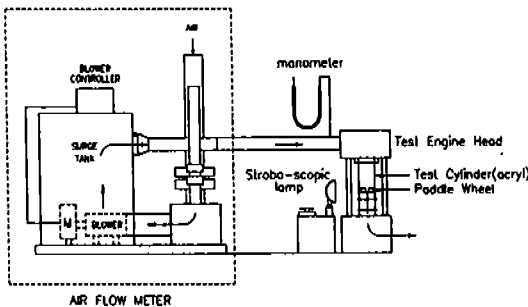 AIR
BLOWER
CONTROLLER
manometer
SURGE
TANK
Test Engine Head
Strobo-scopic
lamp
Test Cylinder(acryl)
Paddle Wheel
M
BLOWER
AIR FLOW METER